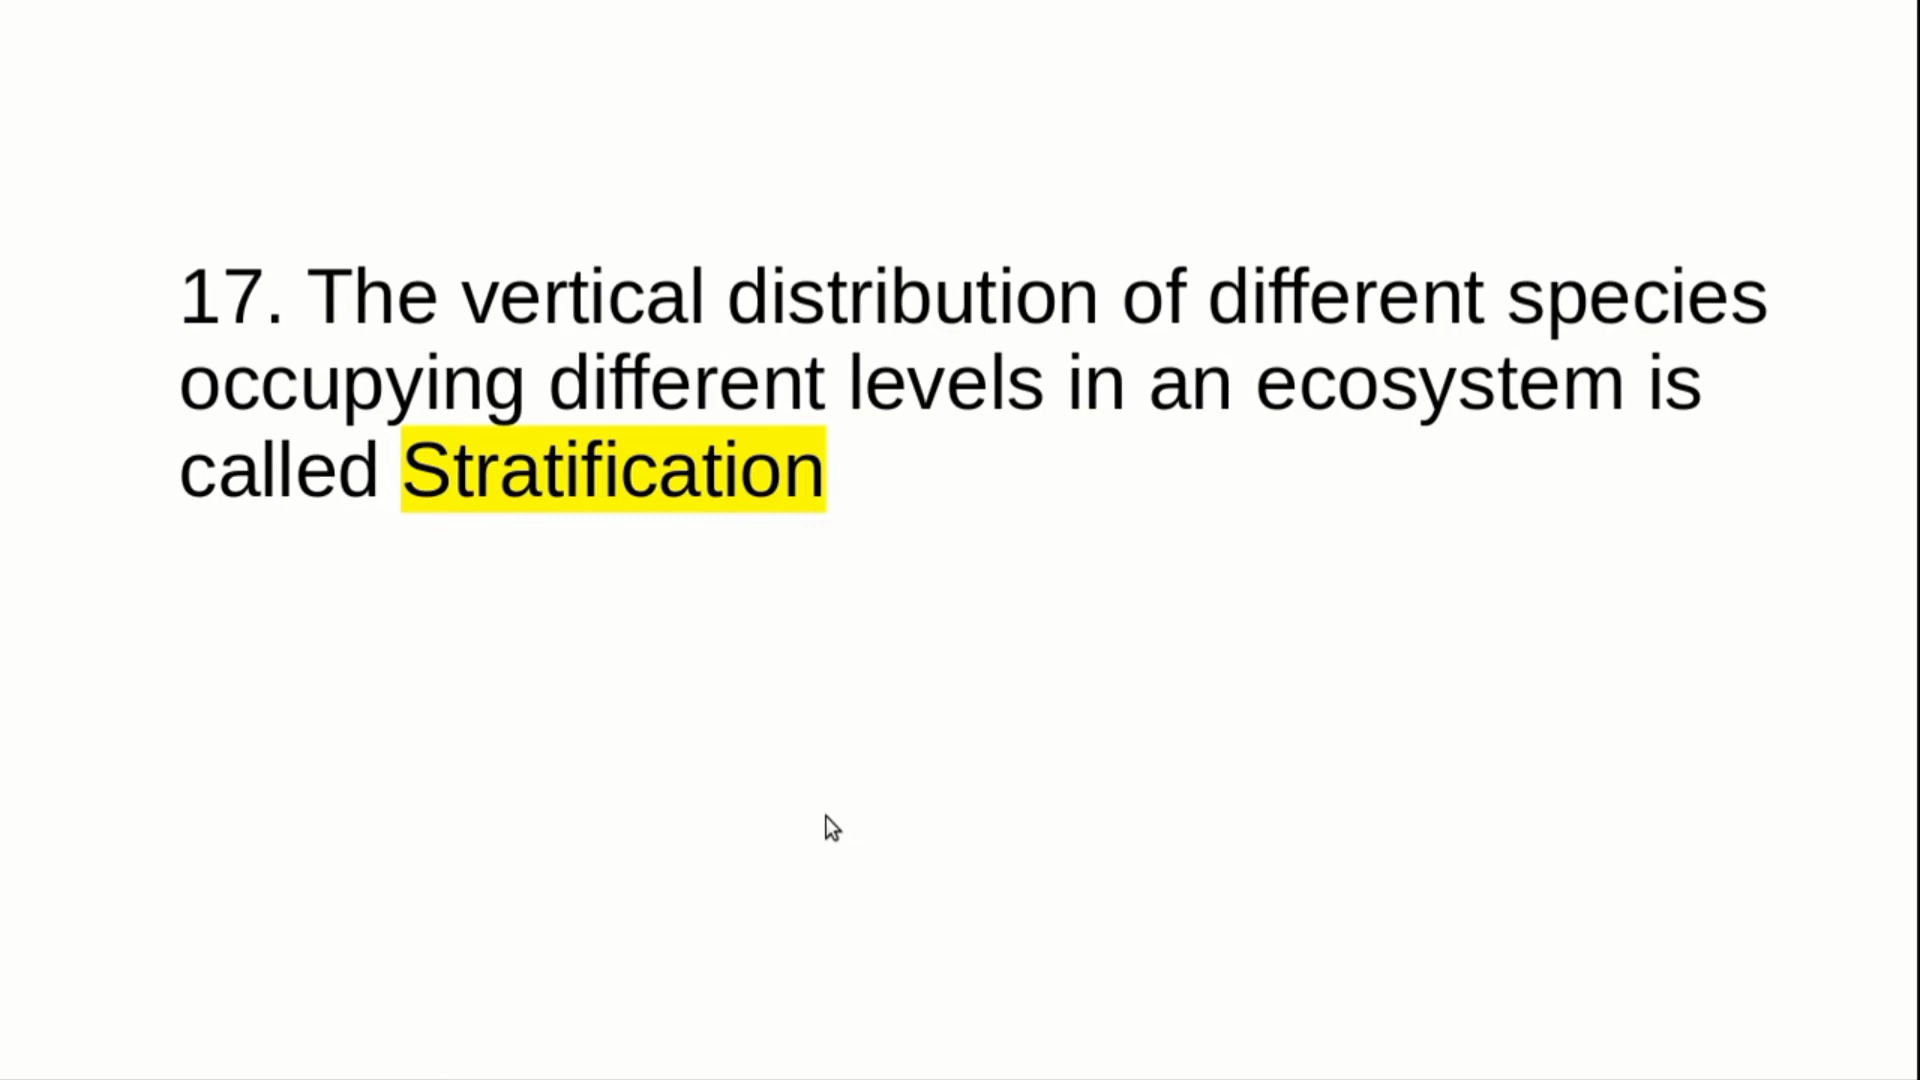 17. The vertical distribution of different species
occupying different levels in an ecosystem is
called Stratification